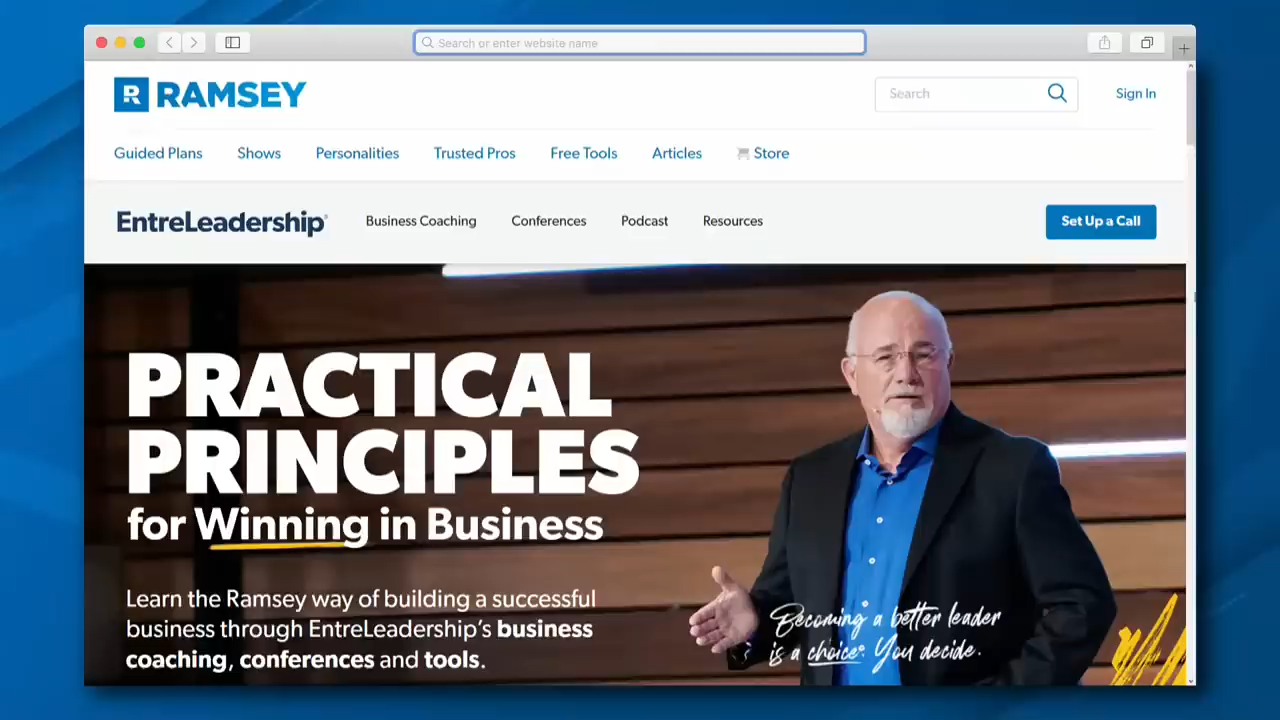 Search or enter website name
RAMSEY
Search
Sign In
Guided Plans
Shows
Personalities
Trusted Pros
Free Tools
Articles
Store
EntreLeadership
Business Coaching
Conferences
Podcast
Resources
Set Up a Call
PRACTICAL
PRINCIPLES
for Winning in Business
Learn the Ramsey way of building a successful
business through EntreLeadership's business
coaching, conferences and tools.
Becoming a better leader
is a choice. You decide.